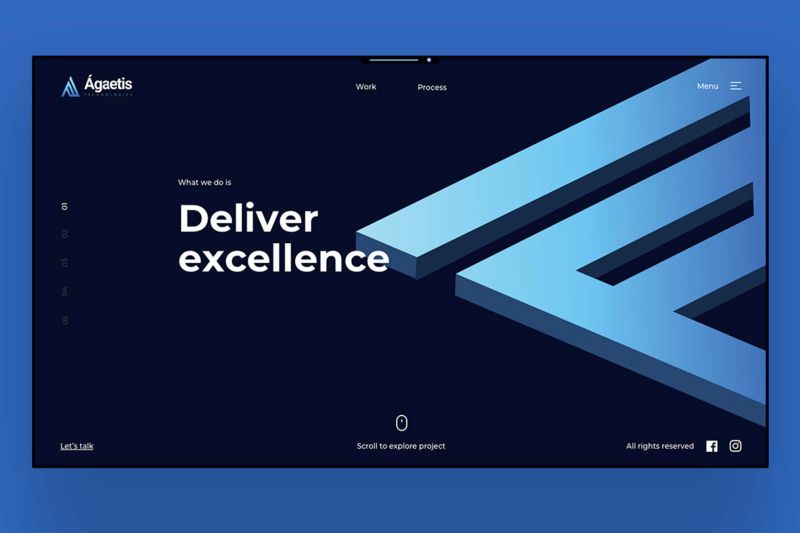 Ágaetis
TECHNOLOGIES
Work
Process
Menu
What we do is
Deliver
excellence
01
02
03
04
05
Let's talk
Scroll to explore project
All rights reserved